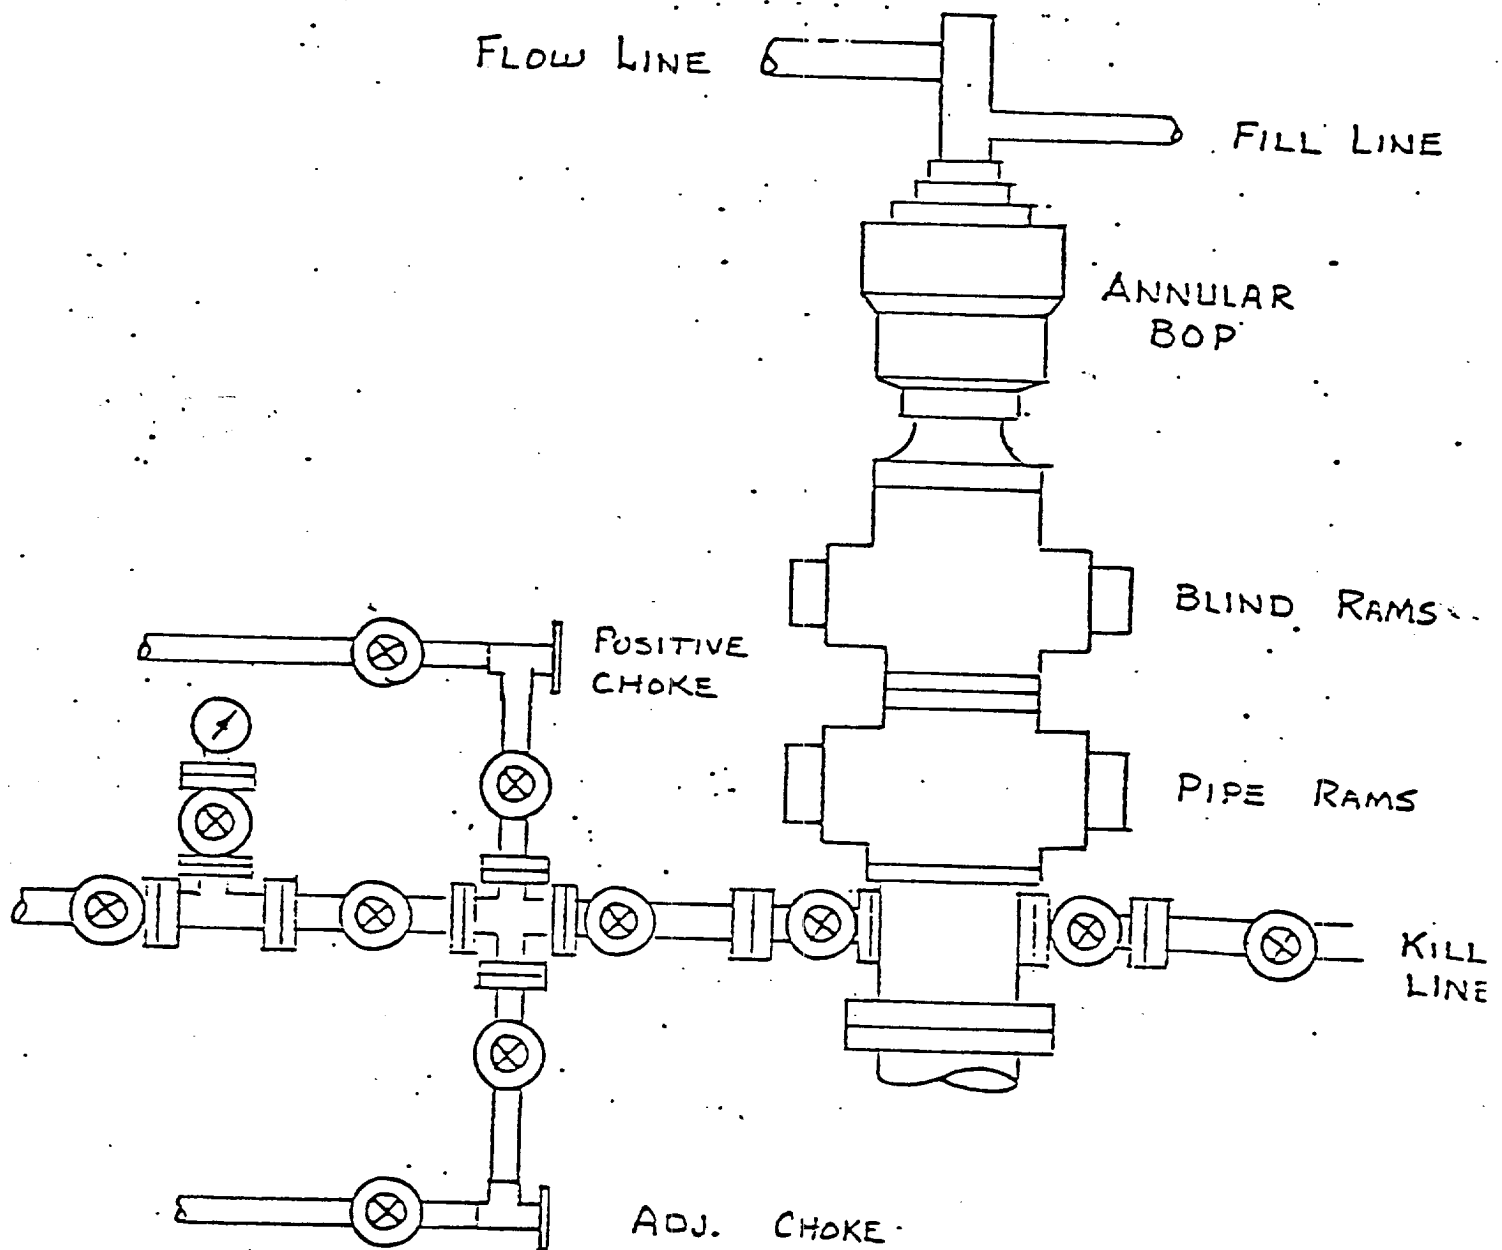 FLOW LINE
FILL LINE
ANNULAR
BOP
BLIND RAMS
POSITIVE
CHOKE
PIPE RAMS
KILL
LINE
ADJ. CHOKE